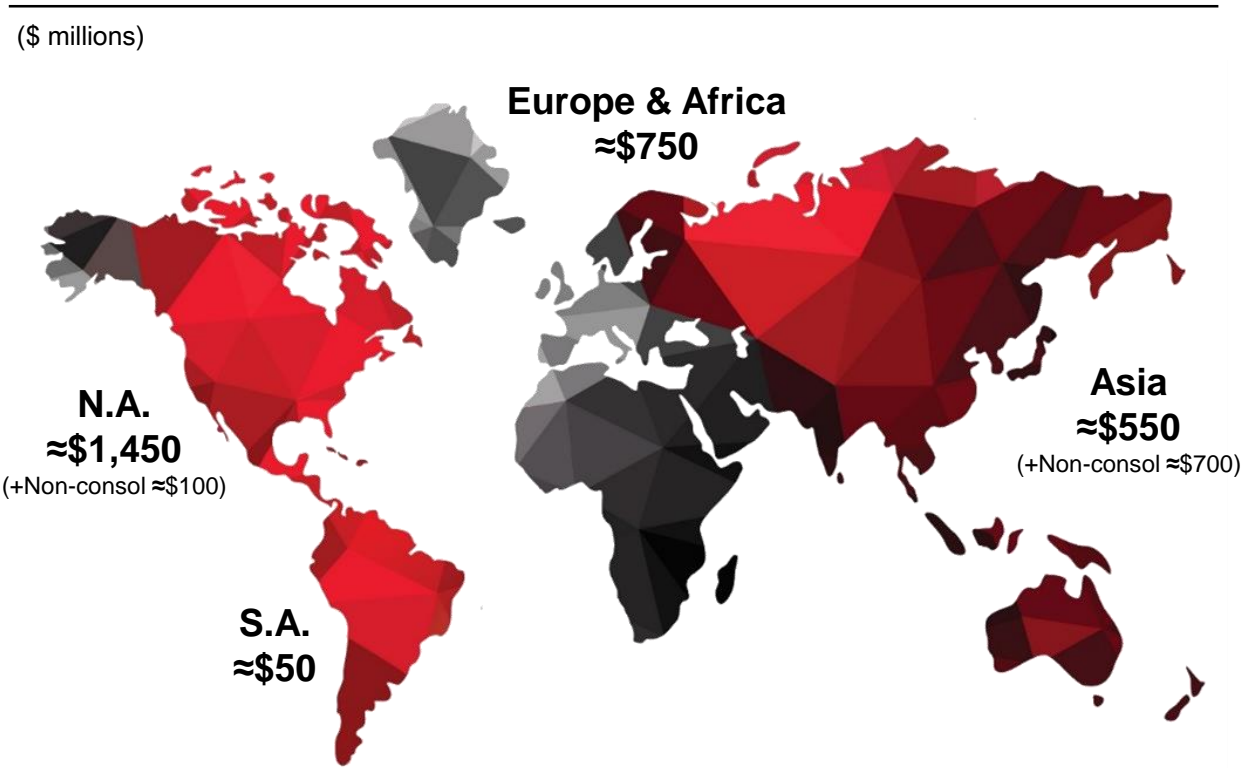 ($ millions)
Europe & Africa
≈$750
N.A.
≈$1,450
(+Non-consol ≈$100)
Asia
≈$550
(+Non-consol ≈$700)
S.A.
≈$50